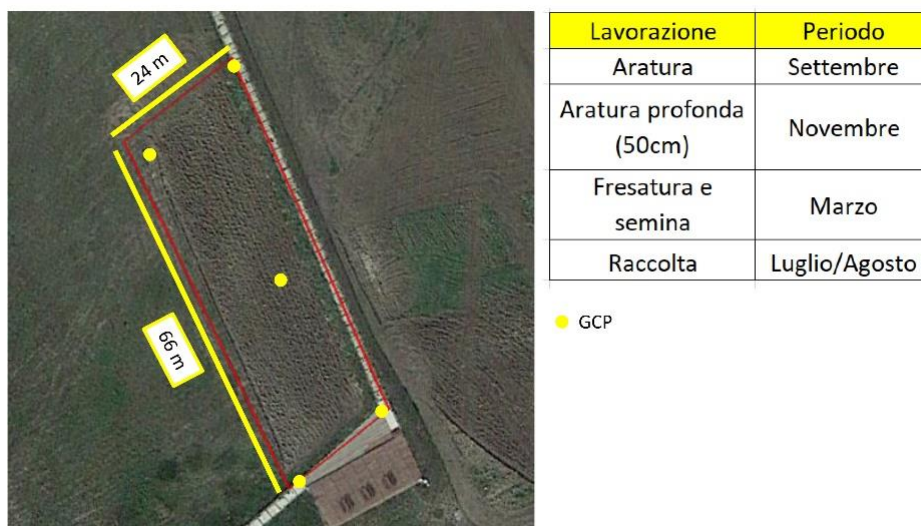 24 m
66 m
Lavorazione Periodo
Aratura Settembre
Aratura profonda
(50cm) Novembre
Fresatura e
semina Marzo
Raccolta Luglio/Agosto
GCP